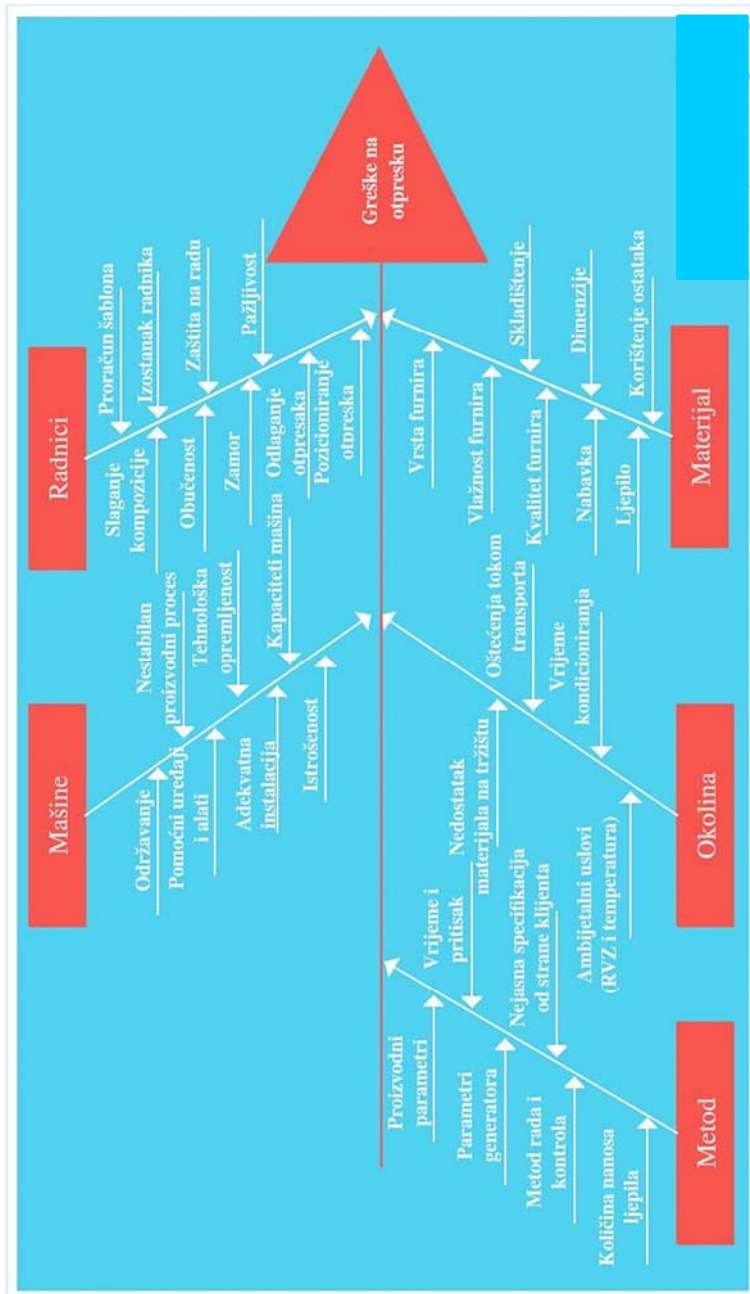 Mašine
Održavanje
Pomoćni uređaji
i alati
Adekvatna
instalacija
Istrošenost
Nestabilan
proizvodni proces
Tehnološka
opremljenost
Kapaciteti mašina
Radnici
Slaganje
kompozicije
Obučenost
Zamor
Odlaganje
otpresaka
Pozicioniranje
otpreska
Proračun šablona
Izostanak radnika
Zaštita na radu
Pažljivost
Greške na
otpresku
Proizvodni
parametri
Parametri
generatora
Metod rada i
kontrola
Količina nanosa
ljepila
Vrijeme i
pritisak
Nejasna specifikacija
od strane klijenta
Metod
Nedostatak
materijala na tržištu
Ambijetalni uslovi
(RVZ i temperatura)
Oštećenja tokom
transporta
Vrijeme
kondicioniranja
Okolina
Vrsta furnira
Vlažnost furnira
Kvalitet furnira
Nabavka
Ljepilo
Skladištenje
Dimenzije
Korištenje ostataka
Materijal